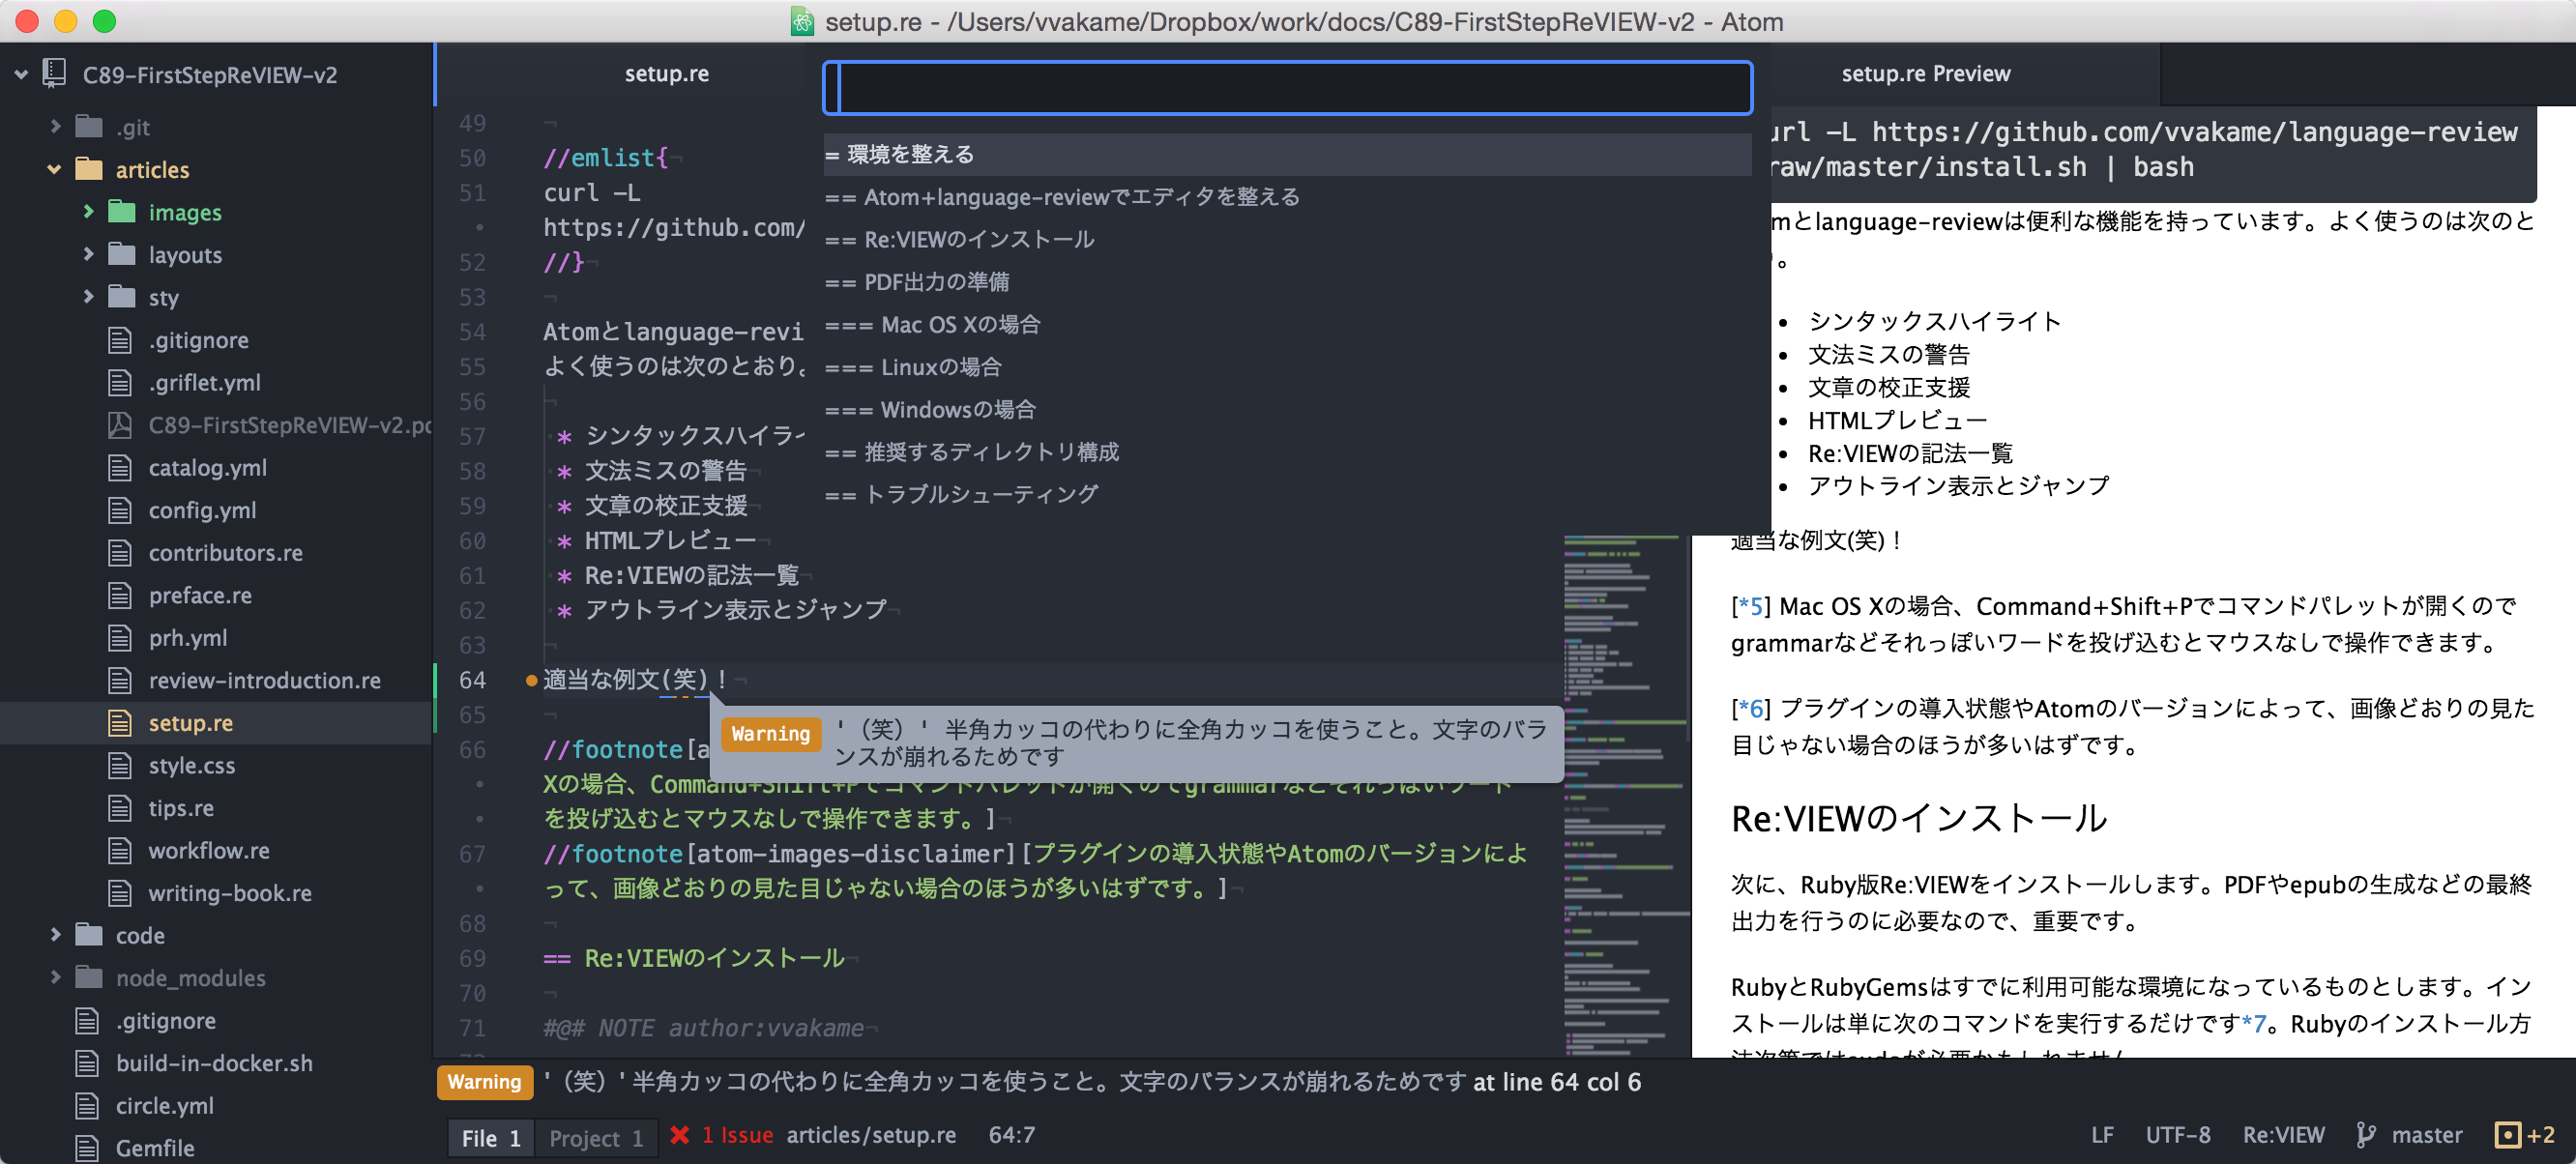 setup.re - /Users/vvakame/Dropbox/work/docs/C89-FirstStepReVIEW-v2 - Atom
C89-FirstStepReVIEW-v2
.git
articles
images
layouts
sty
.gitignore
.griflet.yml
C89-FirstStepReVIEW-v2.pd
catalog.yml
config.yml
contributors.re
preface.re
prh.yml
review-introduction.re
setup.re
style.css
tips.re
workflow.re
writing-book.re
code
node_modules
.gitignore
build-in-docker.sh
circle.yml
Gemfile
setup.re
49
50 //emlist{
51 curl -L
https://github.com/
52 //}
53
54 Atomとlanguage-revi
55 よく使うのは次のとおり。
56
57 * シンタックスハイライ
58 * 文法ミスの警告
59 * 文章の校正支援
60 * HTMLプレビュー
61 * Re:VIEWの記法一覧
62 * アウトライン表示とジャンプ
63
64 適当な例文(笑)！
65
66 //footnote[a
Xの場合、Command+Shift+Pでコマンドパレットが開くのでgrammarなどそれっぽいワード
を投げ込むとマウスなしで操作できます。]
67 //footnote[atom-images-disclaimer][プラグインの導入状態やAtomのバージョンによ
って、画像どおりの見た目じゃない場合のほうが多いはずです。]
68
69 == Re:VIEWのインストール
70
71 #@# NOTE author:vvakame
= 環境を整える
== Atom+language-reviewでエディタを整える
== Re:VIEWのインストール
== PDF出力の準備
=== Mac OS Xの場合
=== Linuxの場合
=== Windowsの場合
== 推奨するディレクトリ構成
== トラブルシューティング
Warning '（笑）' 半角カッコの代わりに全角カッコを使うこと。文字のバラ
ンスが崩れるためです
setup.re Preview
url -L https://github.com/vvakame/language-review
raw/master/install.sh | bash
mとlanguage-reviewは便利な機能を持っています。よく使うのは次のと
。
• シンタックスハイライト
• 文法ミスの警告
• 文章の校正支援
• HTMLプレビュー
• Re:VIEWの記法一覧
• アウトライン表示とジャンプ
適当な例文(笑)！
[*5] Mac OS Xの場合、Command+Shift+Pでコマンドパレットが開くので
grammarなどそれっぽいワードを投げ込むとマウスなしで操作できます。
[*6] プラグインの導入状態やAtomのバージョンによって、画像どおりの見た
目じゃない場合のほうが多いはずです。
Re:VIEWのインストール
次に、Ruby版Re:VIEWをインストールします。PDFやepubの生成などの最終
出力を行うのに必要なので、重要です。
RubyとRubyGemsはすでに利用可能な環境になっているものとします。イン
ストールは単に次のコマンドを実行するだけです*7。Rubyのインストール方
法次第ではsudoが必要かもしれません
Warning '（笑）' 半角カッコの代わりに全角カッコを使うこと。文字のバランスが崩れるためです at line 64 col 6
File 1 Project 1 1 Issue articles/setup.re 64:7 LF UTF-8 Re:VIEW master +2